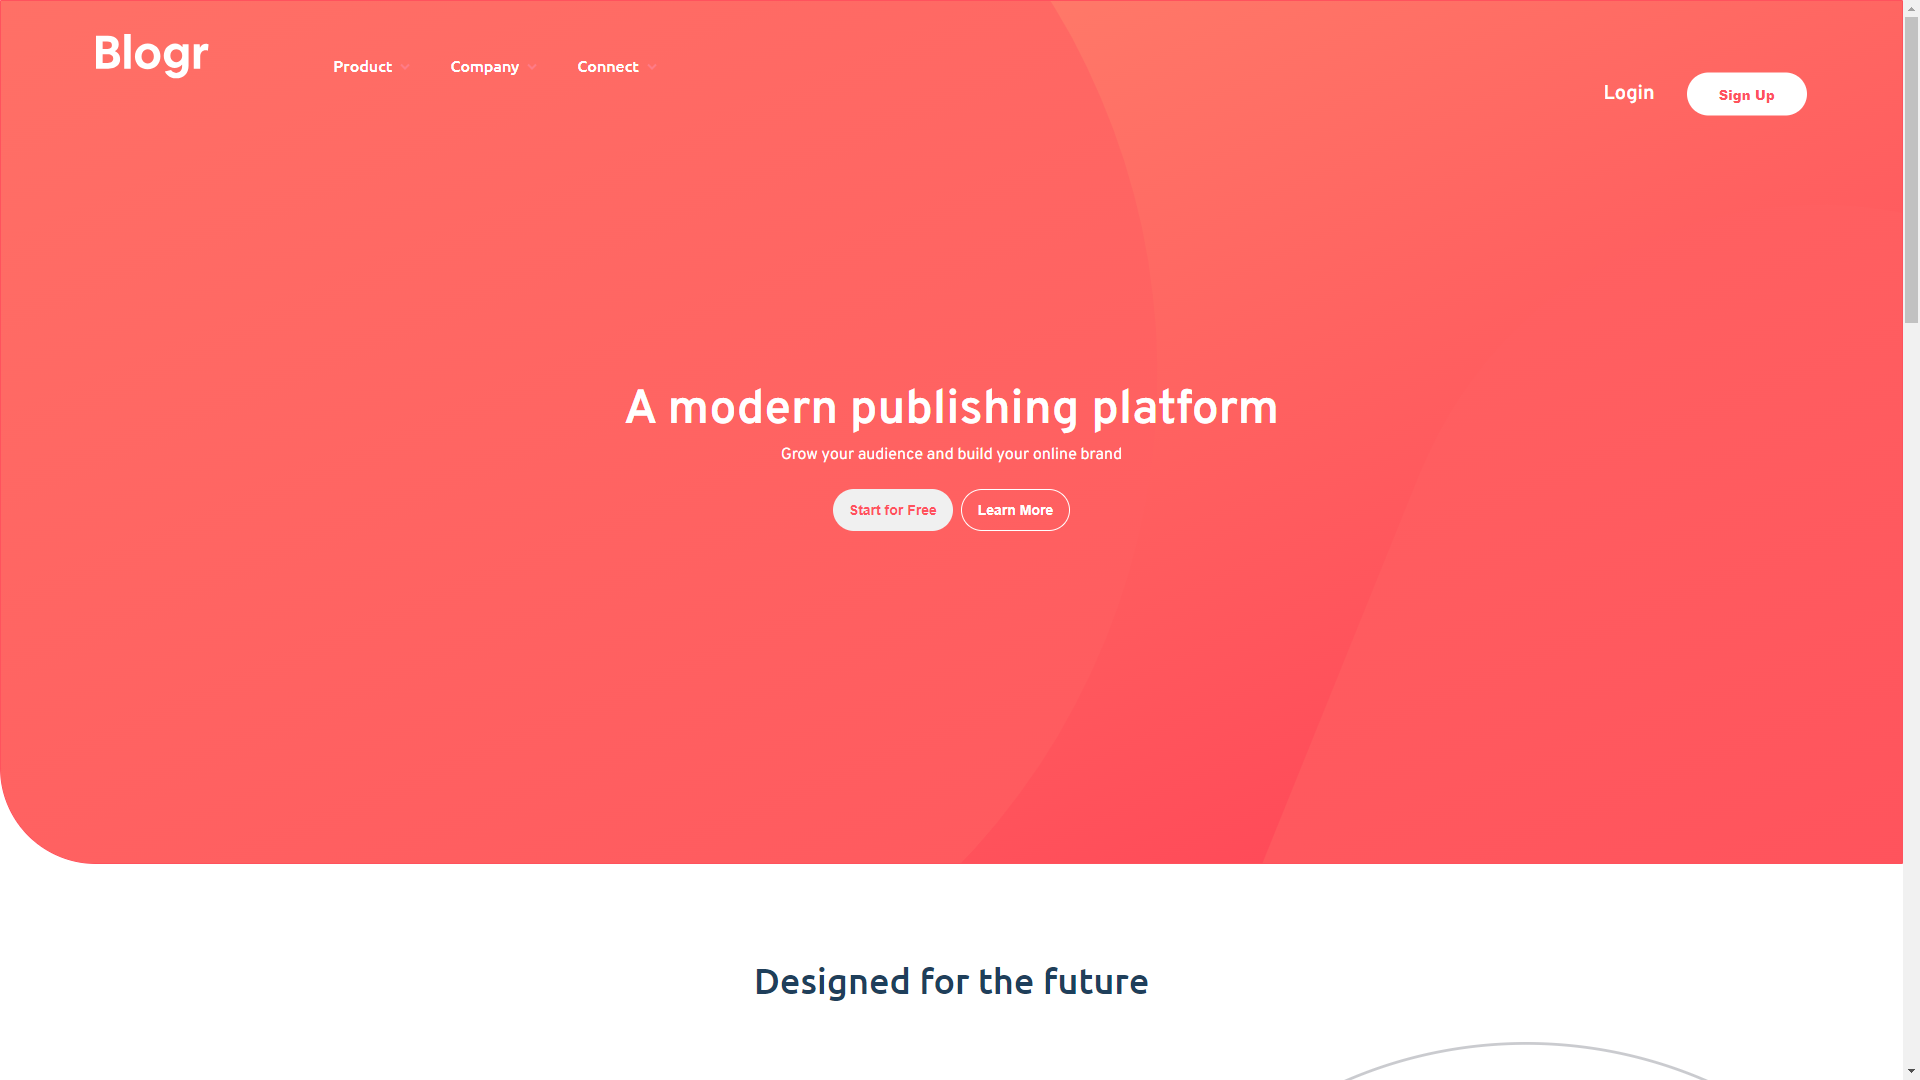 Blogr
Product
Company
Connect
Login
Sign Up
A modern publishing platform
Grow your audience and build your online brand
Start for Free
Learn More
Designed for the future